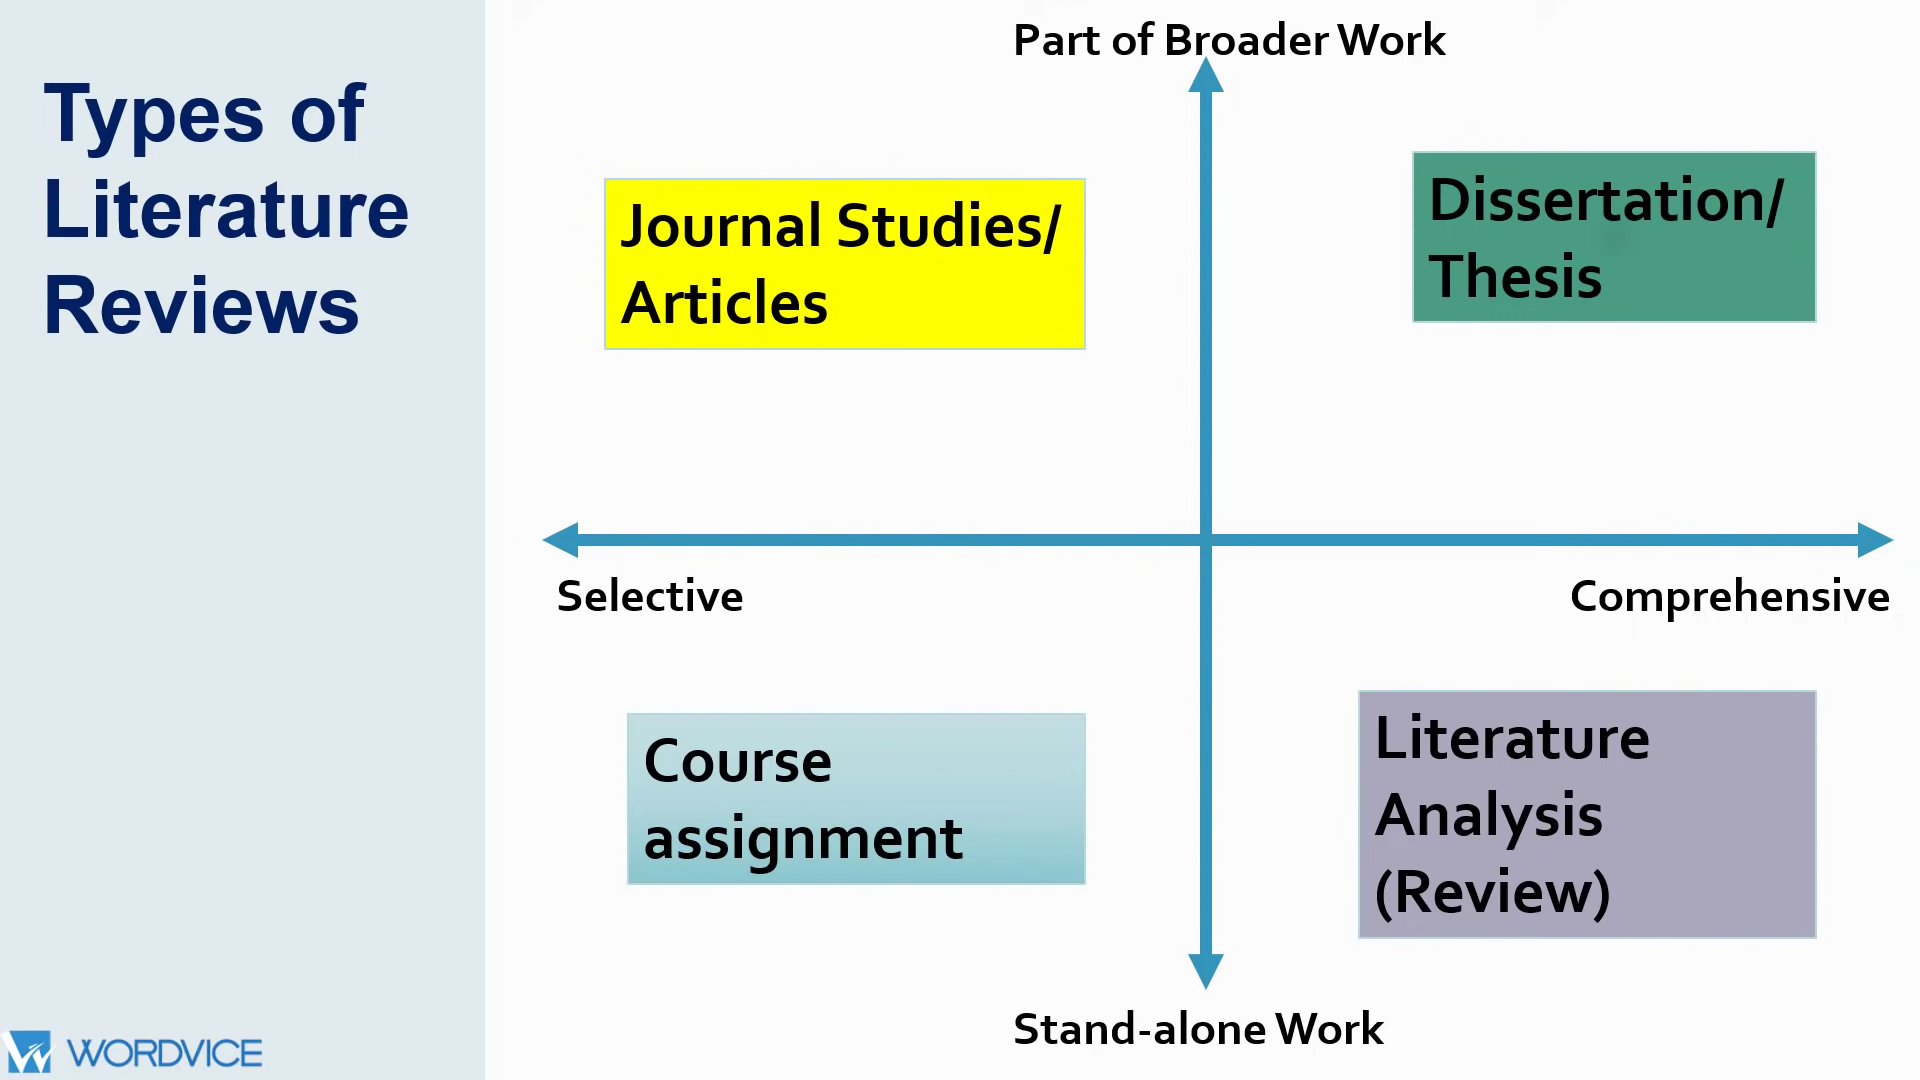 Types of
Literature
Reviews
Part of Broader Work
Journal Studies/
Articles
Dissertation/
Thesis
Selective
Comprehensive
Course
assignment
Literature
Analysis
(Review)
Stand-alone Work
WORDVICE